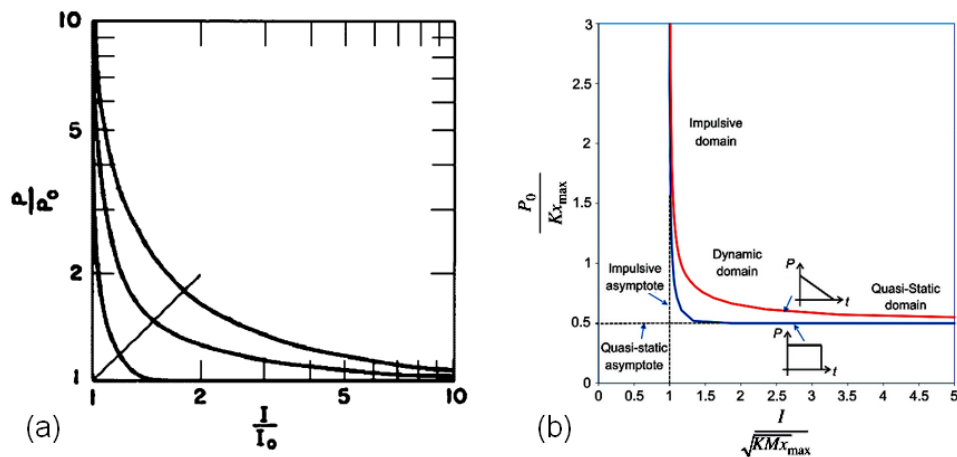 10
5
2
1
P
P₀
1
2
5
10
I
I₀
(a)
3
2.5
2
1.5
1
0.5
0
P₀
Kxₘₐₓ
Impulsive
domain
Dynamic
domain
Impulsive
asymptote
Quasi-static
asymptote
Quasi-Static
domain
P
t
P
t
0
0.5
1
1.5
2
2.5
3
3.5
4
4.5
5
I
√KMxₘₐₓ
(b)